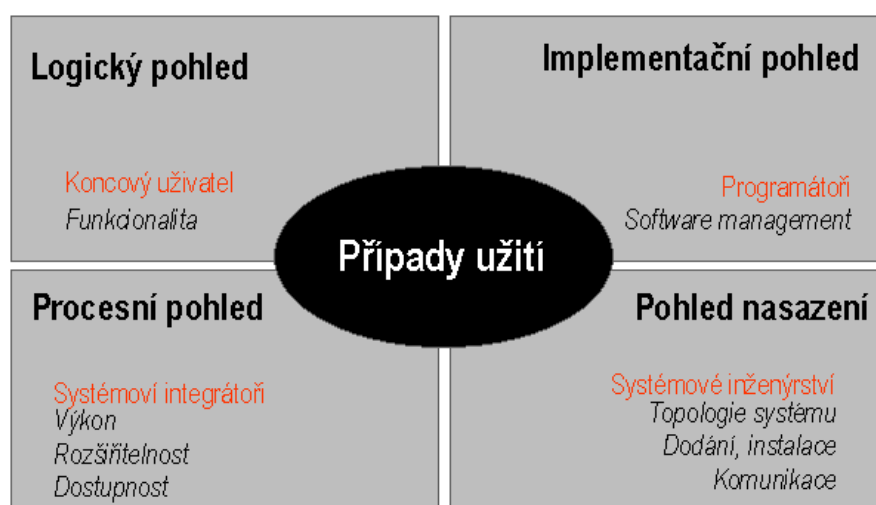 Logický pohled
Koncový uživatel
Funkcionalita
Implementační pohled
Programátoři
Software management
Případy užití
Procesní pohled
Systémoví integrátoři
Výkon
Rozšiřitelnost
Dostupnost
Pohled nasazení
Systémové inženýrství
Topologie systému
Dodání, instalace
Komunikace